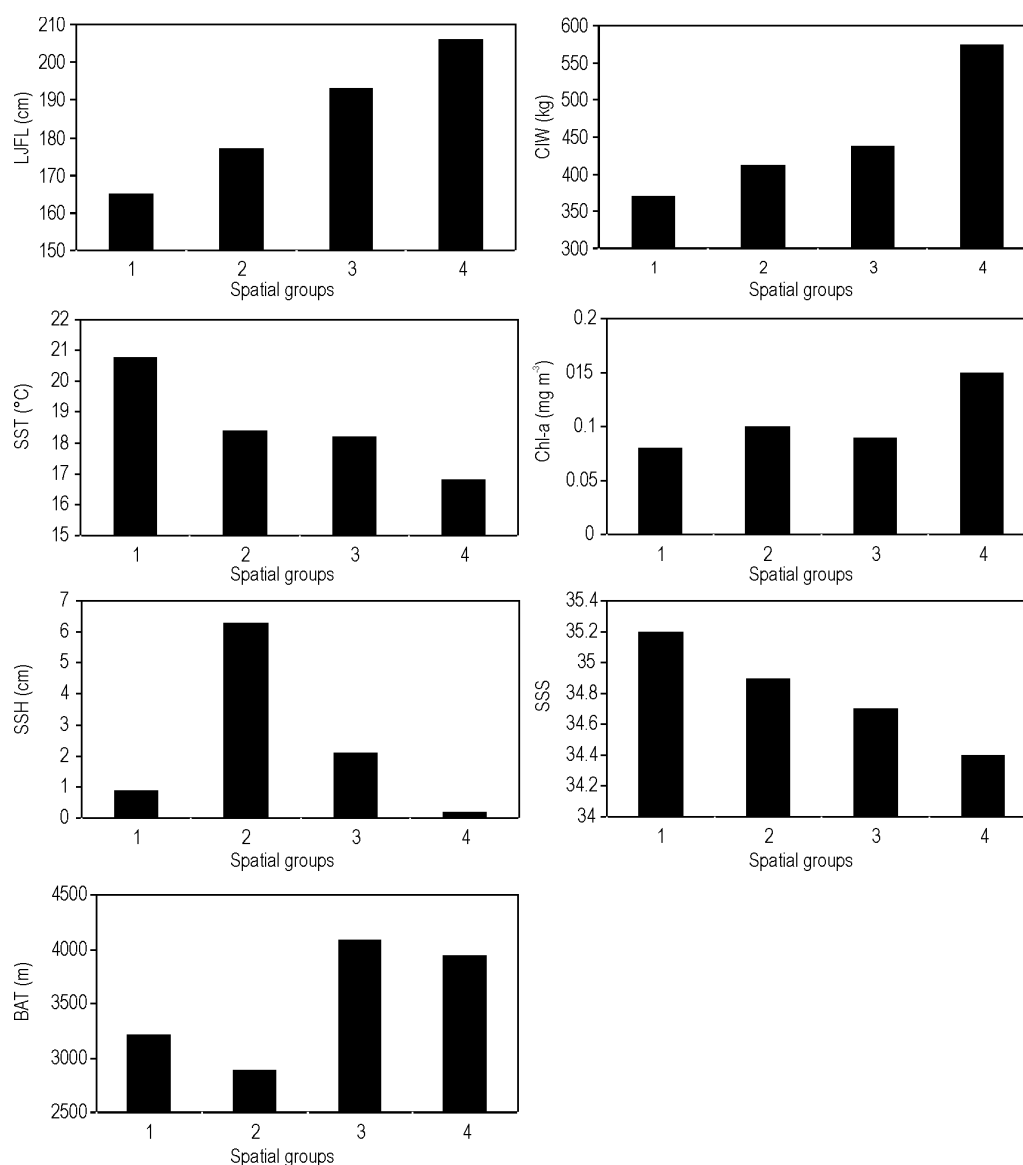 LJFL (cm)
210
200
190
180
170
160
150
1 2 3 4
Spatial groups
CIW (kg)
600
550
500
450
400
350
300
1 2 3 4
Spatial groups
SST (°C)
22
21
20
19
18
17
16
15
1 2 3 4
Spatial groups
Chl-a (mg m-3)
0.2
015
0.1
0.05
0
1 2 3 4
Spatial groups
SSH (cm)
7
6
5
4
3
2
1
0
1 2 3 4
Spatial groups
SSS
35.4
35.2
35
34.8
34.6
34.4
34.2
34
1 2 3 4
Spatial groups
BAT (m)
4500
4000
3500
3000
2500
1 2 3 4
Spatial groups